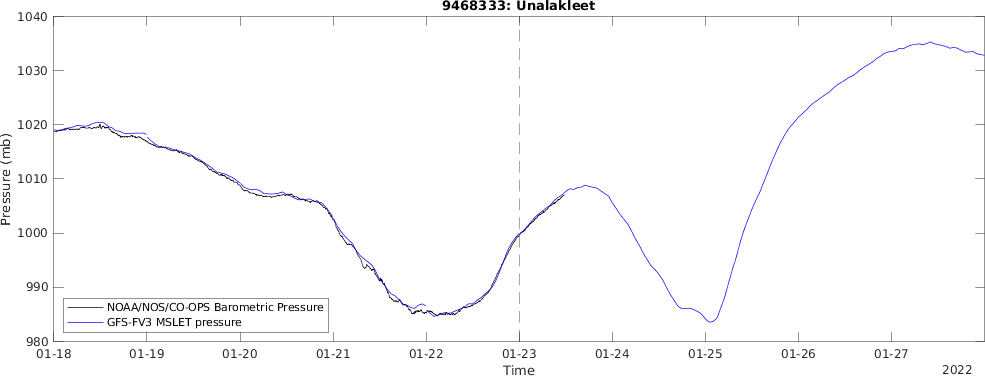 9468333: Unalakleet
1040
1030
1020
1010
1000
990
980
Pressure (mb)
NOAA/NOS/CO-OPS Barometric Pressure
GFS-FV3 MSLET pressure
01-18 01-19 01-20 01-21 01-22 01-23 01-24 01-25 01-26 01-27
Time
2022